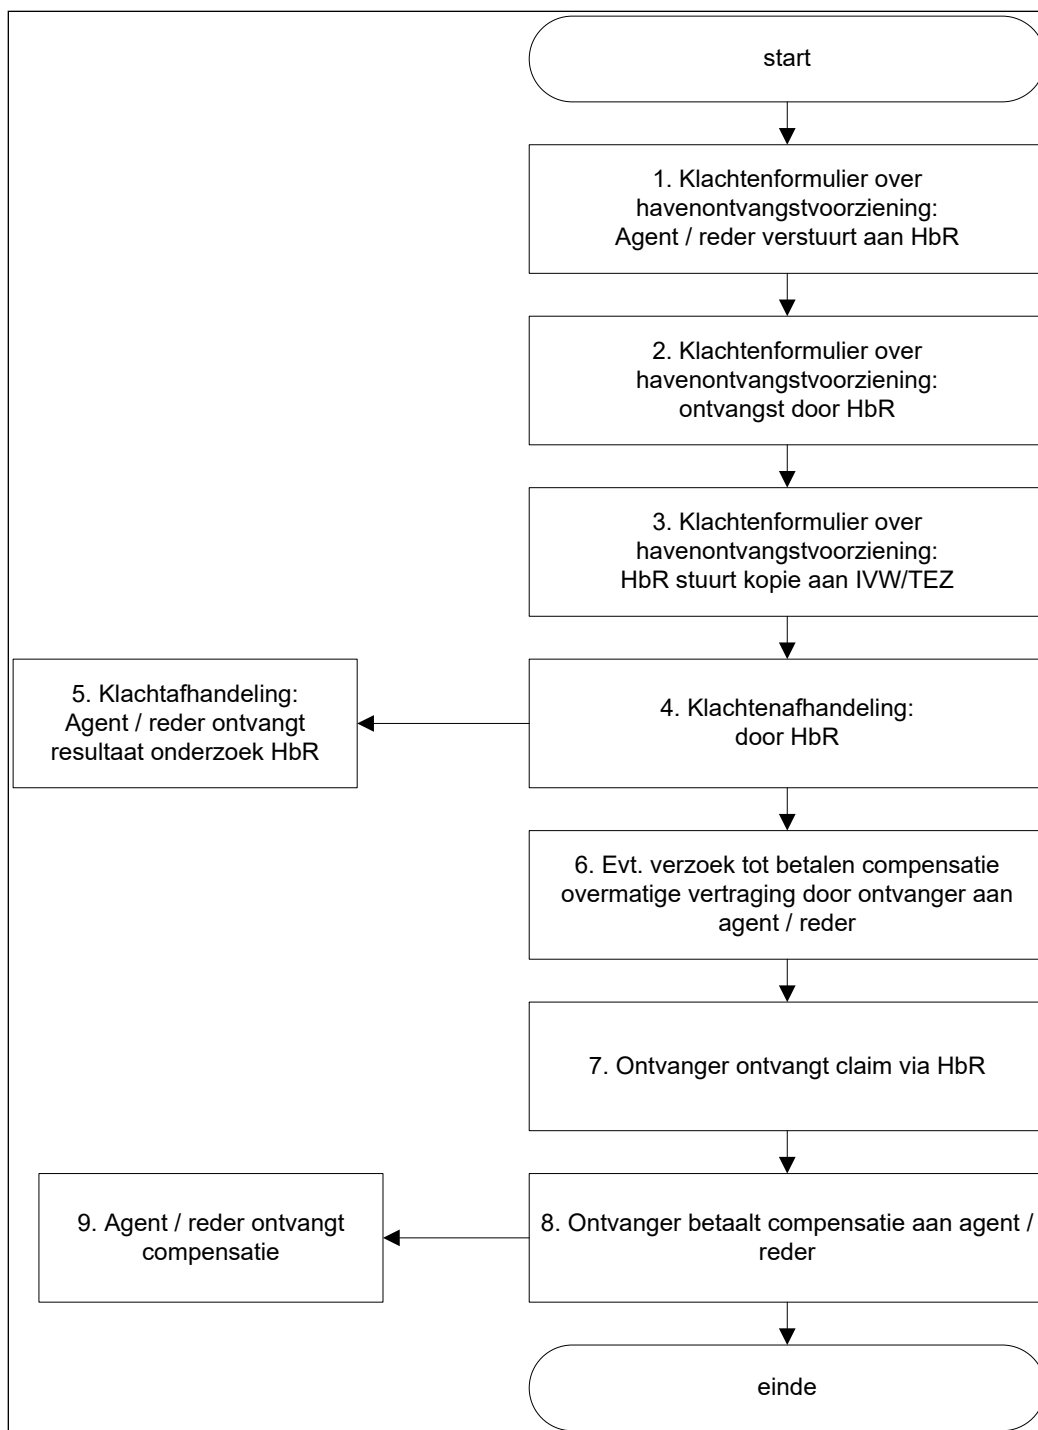 start
1. Klachtenformulier over
havenontvangstvoorziening:
Agent / reder verstuurt aan HbR
2. Klachtenformulier over
havenontvangstvoorziening:
ontvangst door HbR
3. Klachtenformulier over
havenontvangstvoorziening:
HbR stuurt kopie aan IVW/TEZ
4. Klachtenafhandeling:
door HbR
5. Klachtafhandeling:
Agent / reder ontvangt
resultaat onderzoek HbR
6. Evt. verzoek tot betalen compensatie
overmatige vertraging door ontvanger aan
agent / reder
7. Ontvanger ontvangt claim via HbR
8. Ontvanger betaalt compensatie aan agent /
reder
9. Agent / reder ontvangt
compensatie
einde